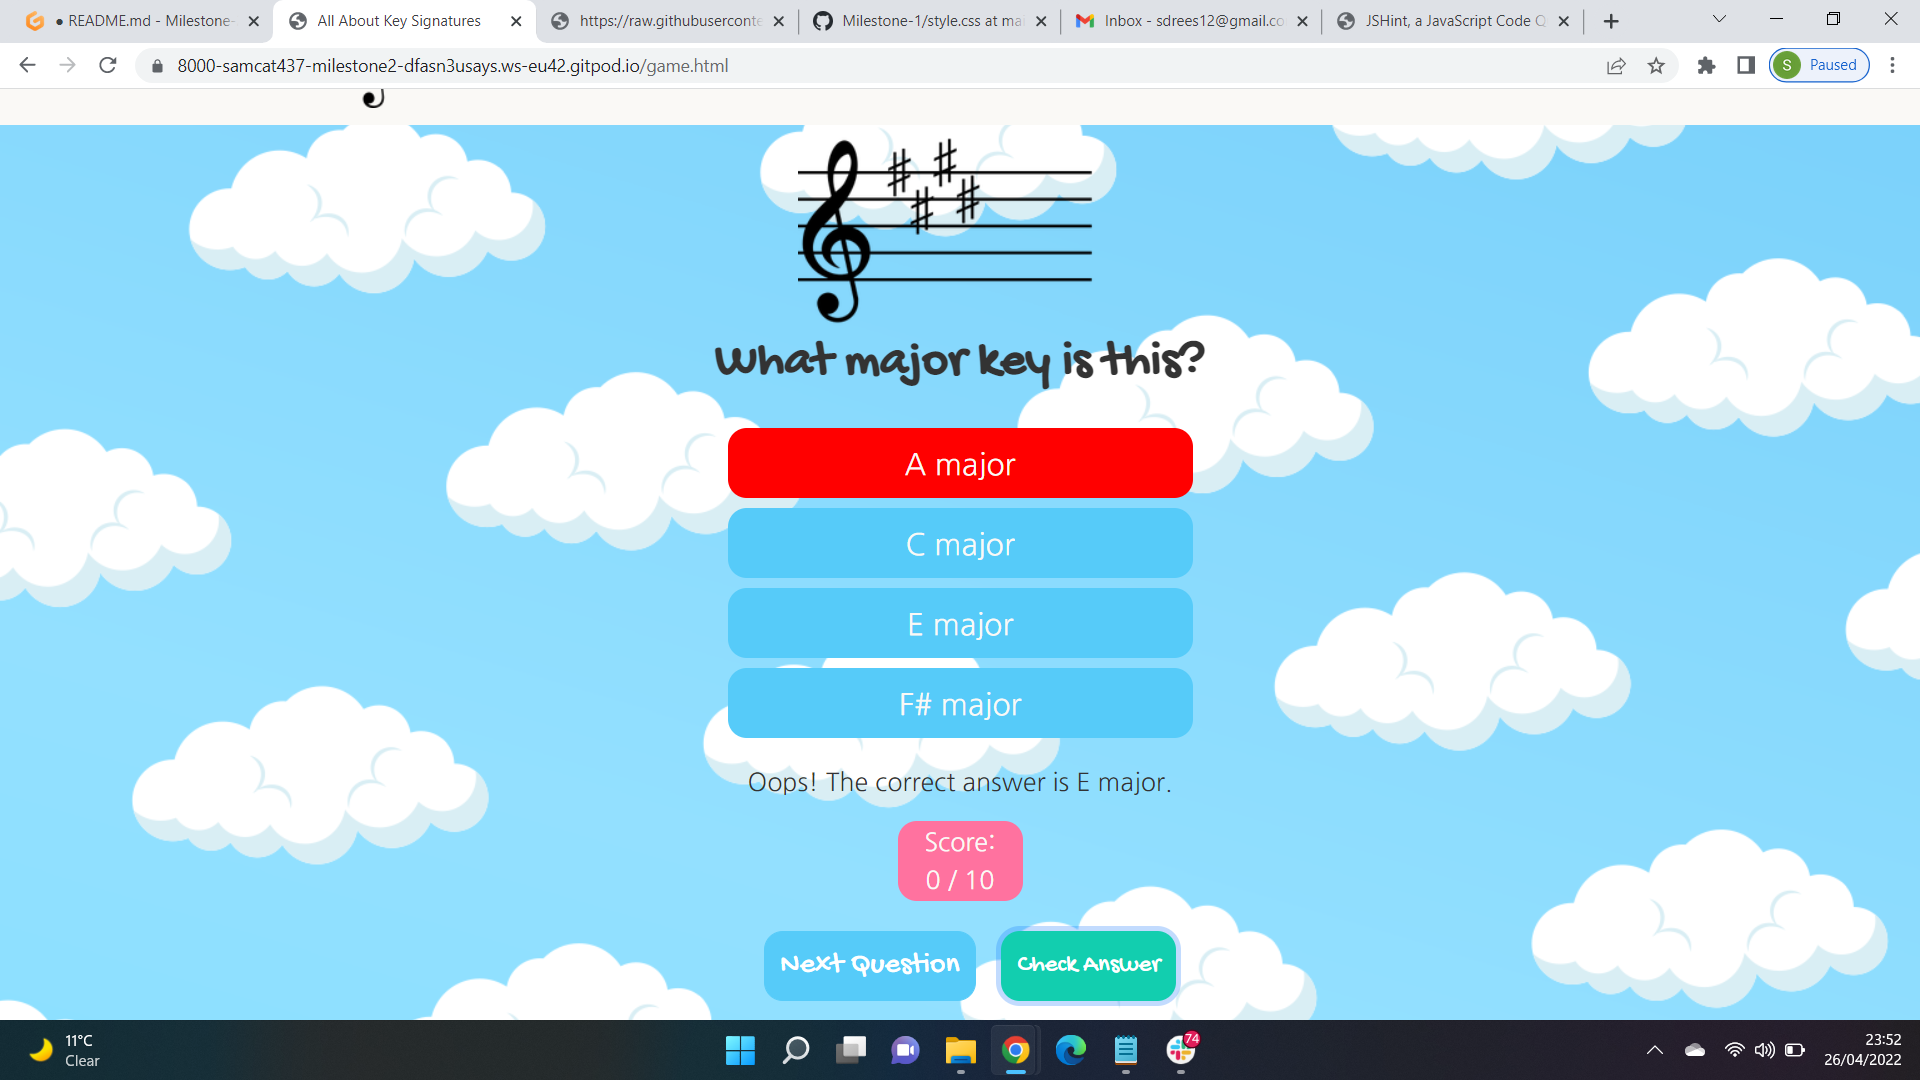 ● README.md - Milestone-
All About Key Signatures
https://raw.githubuserconte
Milestone-1/style.css at ma
Inbox - sdrees12@gmail.co
JSHint, a JavaScript Code Q
8000-samcat437-milestone2-dfasn3usays.ws-eu42.gitpod.io/game.html
S Paused
What major key is this?
A major
C major
E major
F# major
Oops! The correct answer is E major.
Score:
0 / 10
Next Question
Check Answer
11°C
Clear
74
23:52
26/04/2022